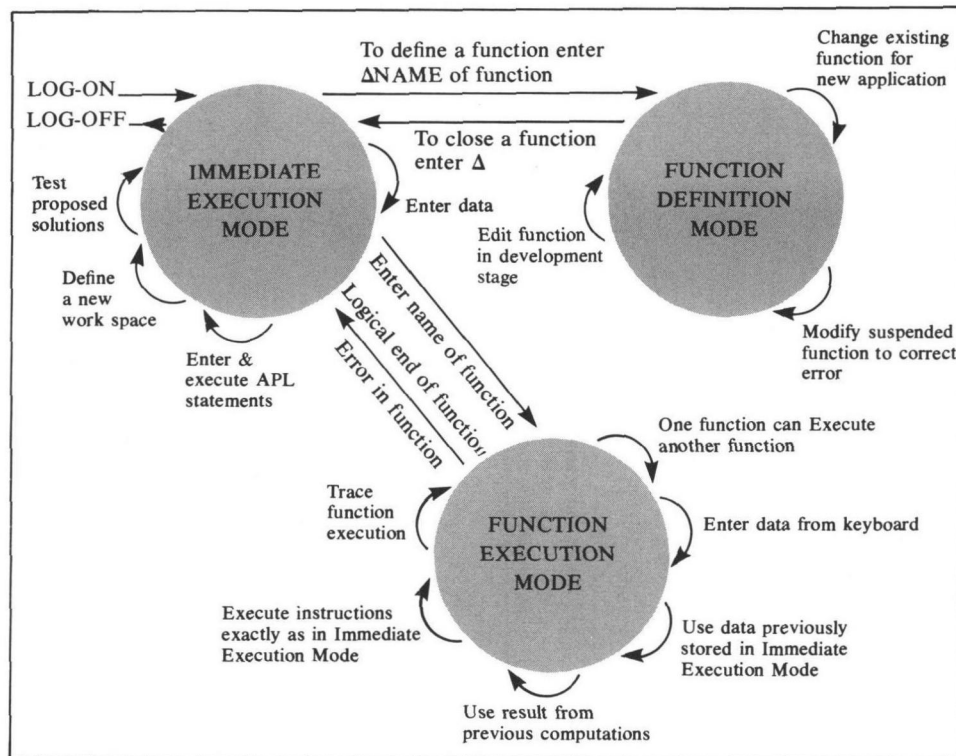 To define a function enter
ΔNAME of function
Change existing
function for
new application
LOG-ON
LOG-OFF
To close a function
enter Δ
IMMEDIATE
EXECUTION
MODE
FUNCTION
DEFINITION
MODE
Test
proposed
solutions
Enter data
Edit function
in development
stage
Define
a new
work space
Enter &
execute APL
statements
Modify suspended
function to correct
error
Enter name of function
Logical end of function
Error in function
One function can Execute
another function
Trace
function
execution
FUNCTION
EXECUTION
MODE
Enter data from keyboard
Execute instructions
exactly as in Immediate
Execution Mode
Use data previously
stored in Immediate
Execution Mode
Use result from
previous computations